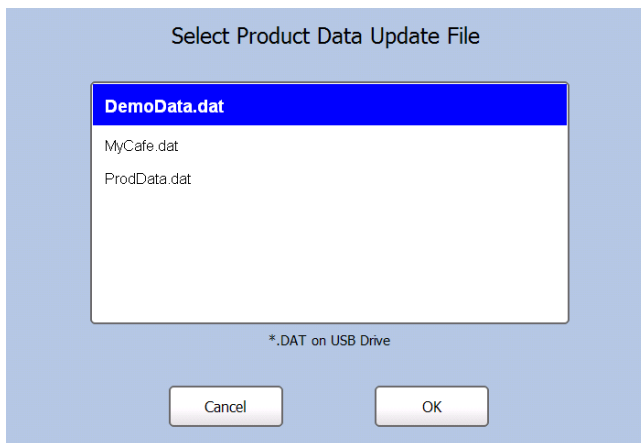 Select Product Data Update File
DemoData.dat
MyCafe.dat
ProdData.dat
*.DAT on USB Drive
Cancel OK